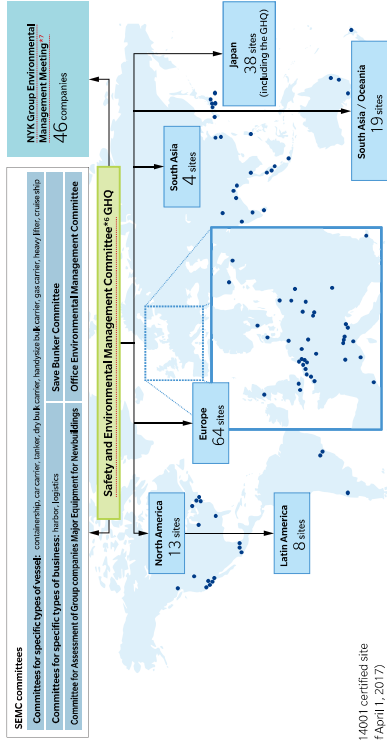 SEMC committees
Committees for specific types of vessel: containership, car carrier, tanker, dry bulk carrier, handysize bulk carrier, gas carrier, heavy lifter, cruise ship
Committees for specific types of business: harbor, logistics
Save Bunker Committee
Committee for Assessment of Group companies Major Equipment for Newbuildings
Office Environmental Management Committee
NYK Group Environmental
Management Meeting*7
46 companies
Safety and Environmental Management Committee*6 GHQ
North America
13 sites
Latin America
8 sites
Europe
64 sites
South Asia
4 sites
Japan
38 sites
(including the GHQ)
South Asia / Oceania
19 sites
14001 certified site
f April 1, 2017)